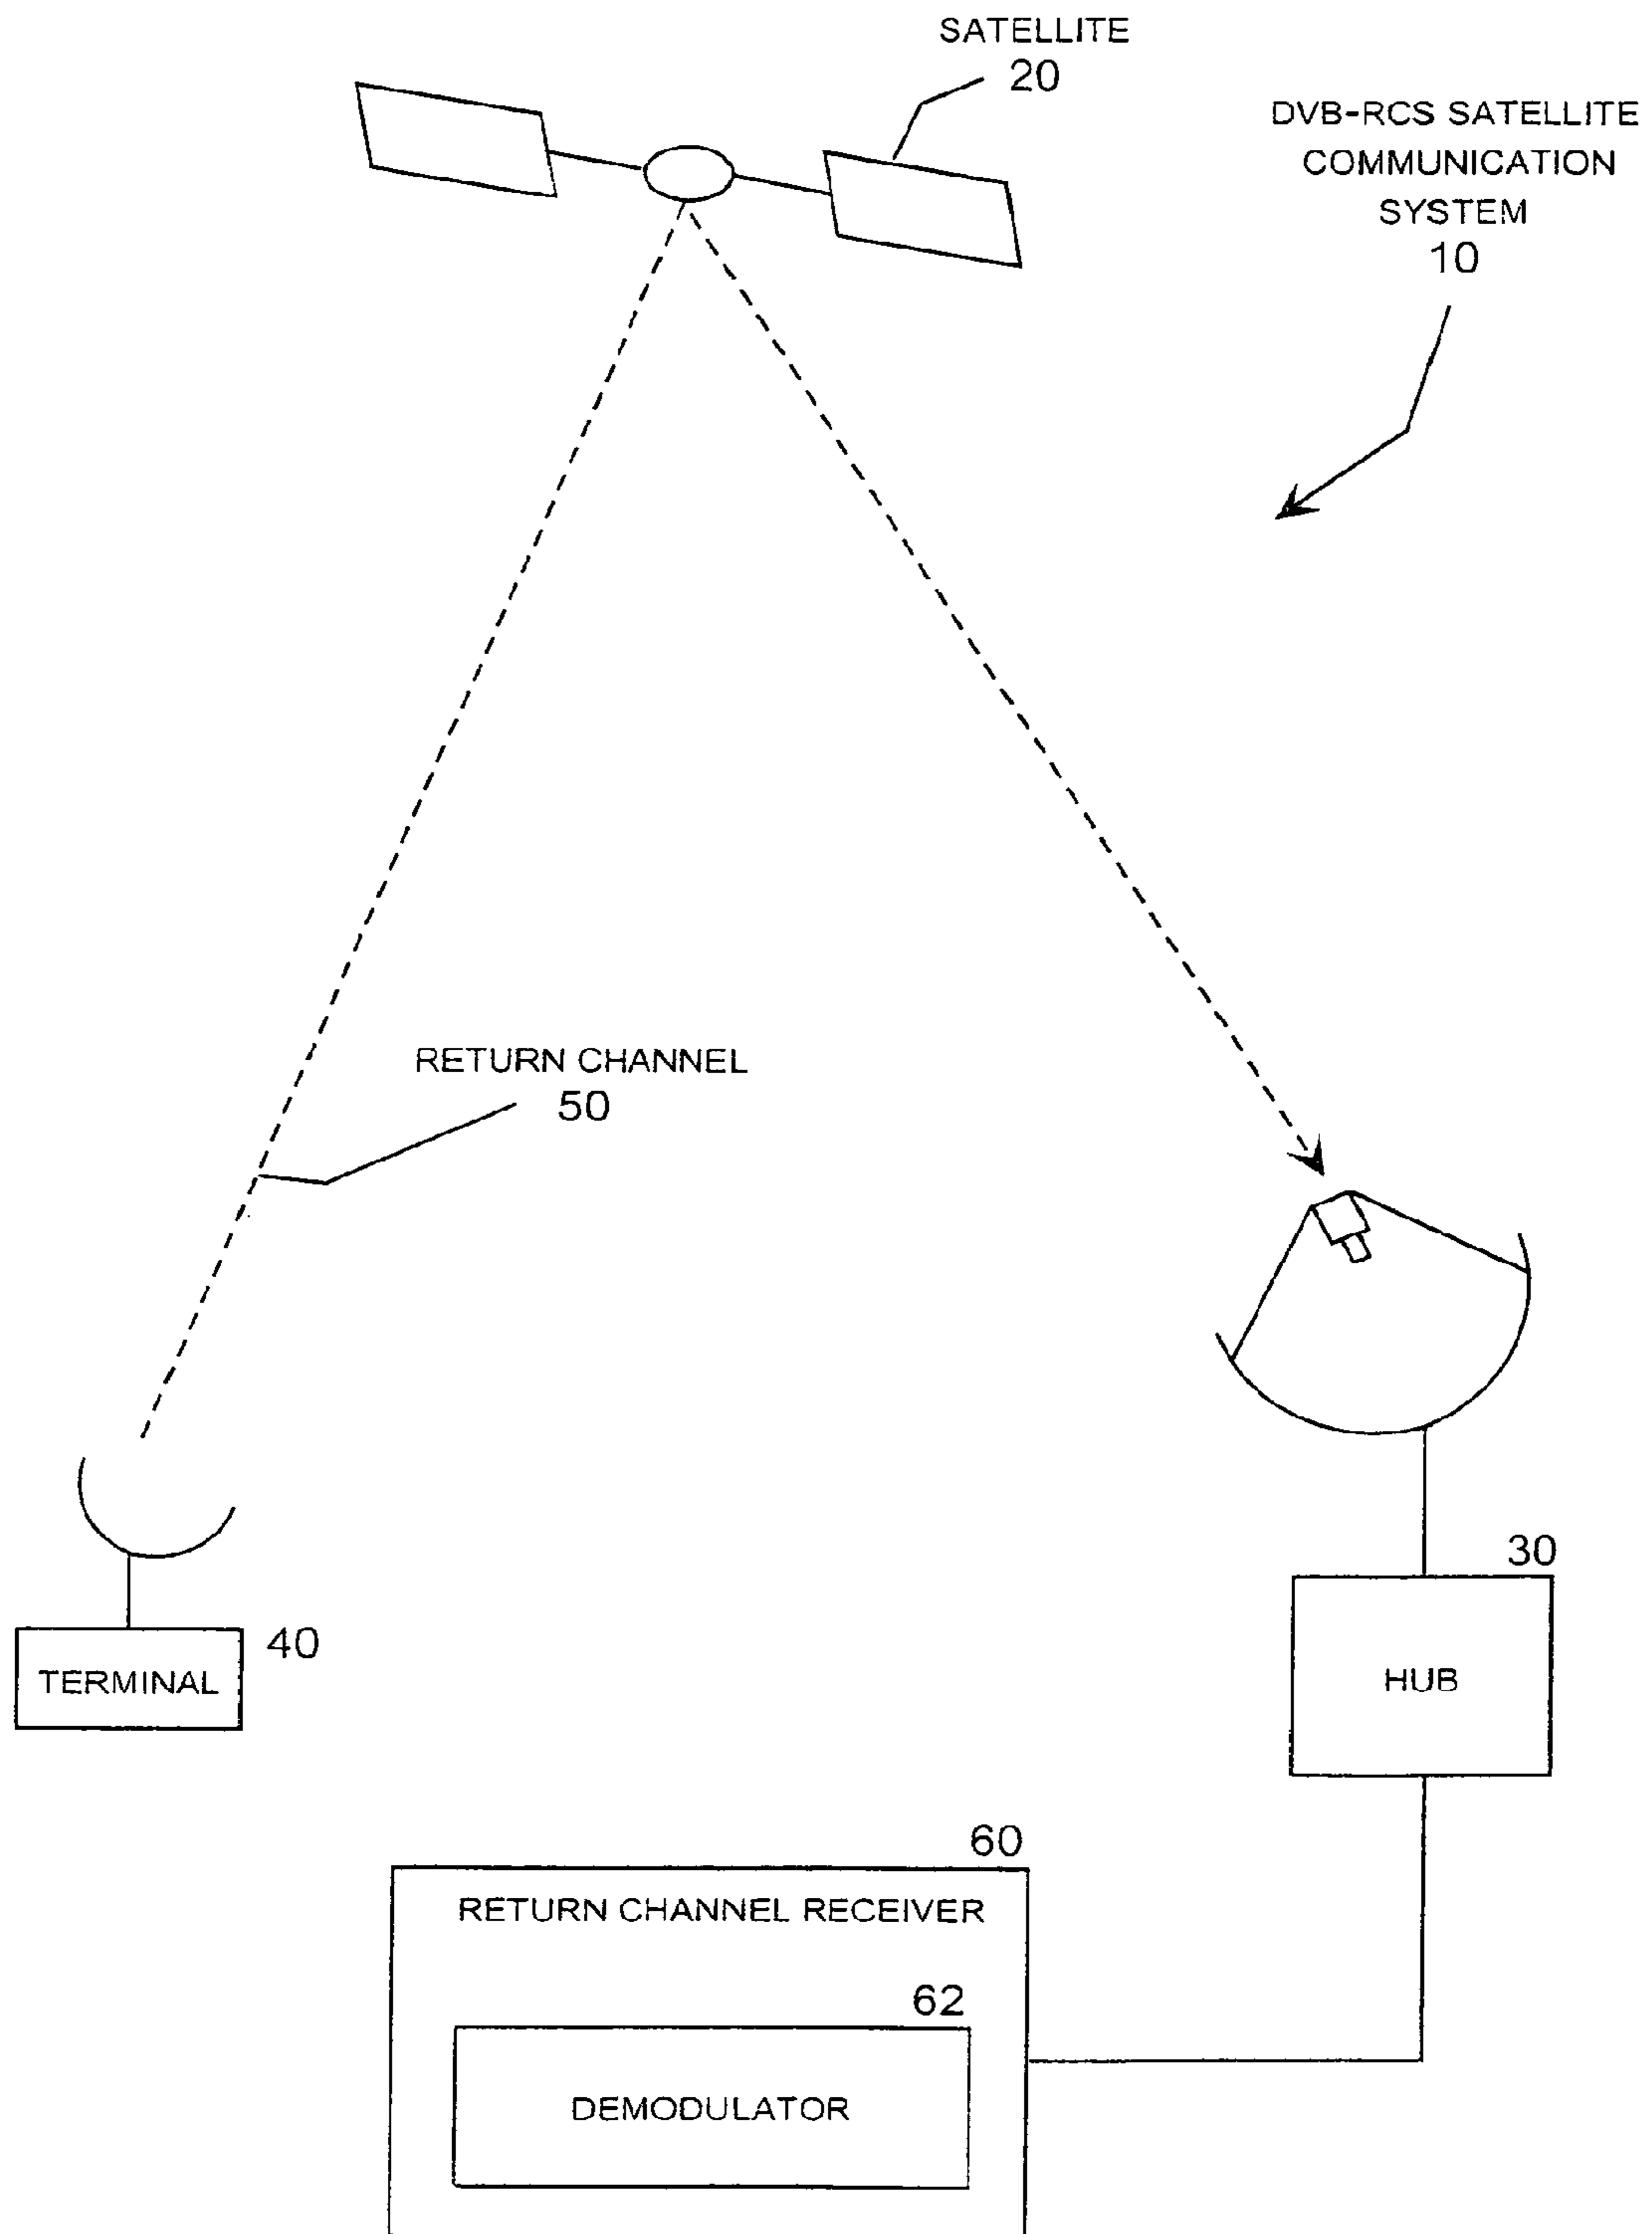 SATELLITE
20
DVB-RCS SATELLITE
COMMUNICATION
SYSTEM
10
RETURN CHANNEL
50
30
HUB
40
TERMINAL
60
RETURN CHANNEL RECEIVER
62
DEMODULATOR